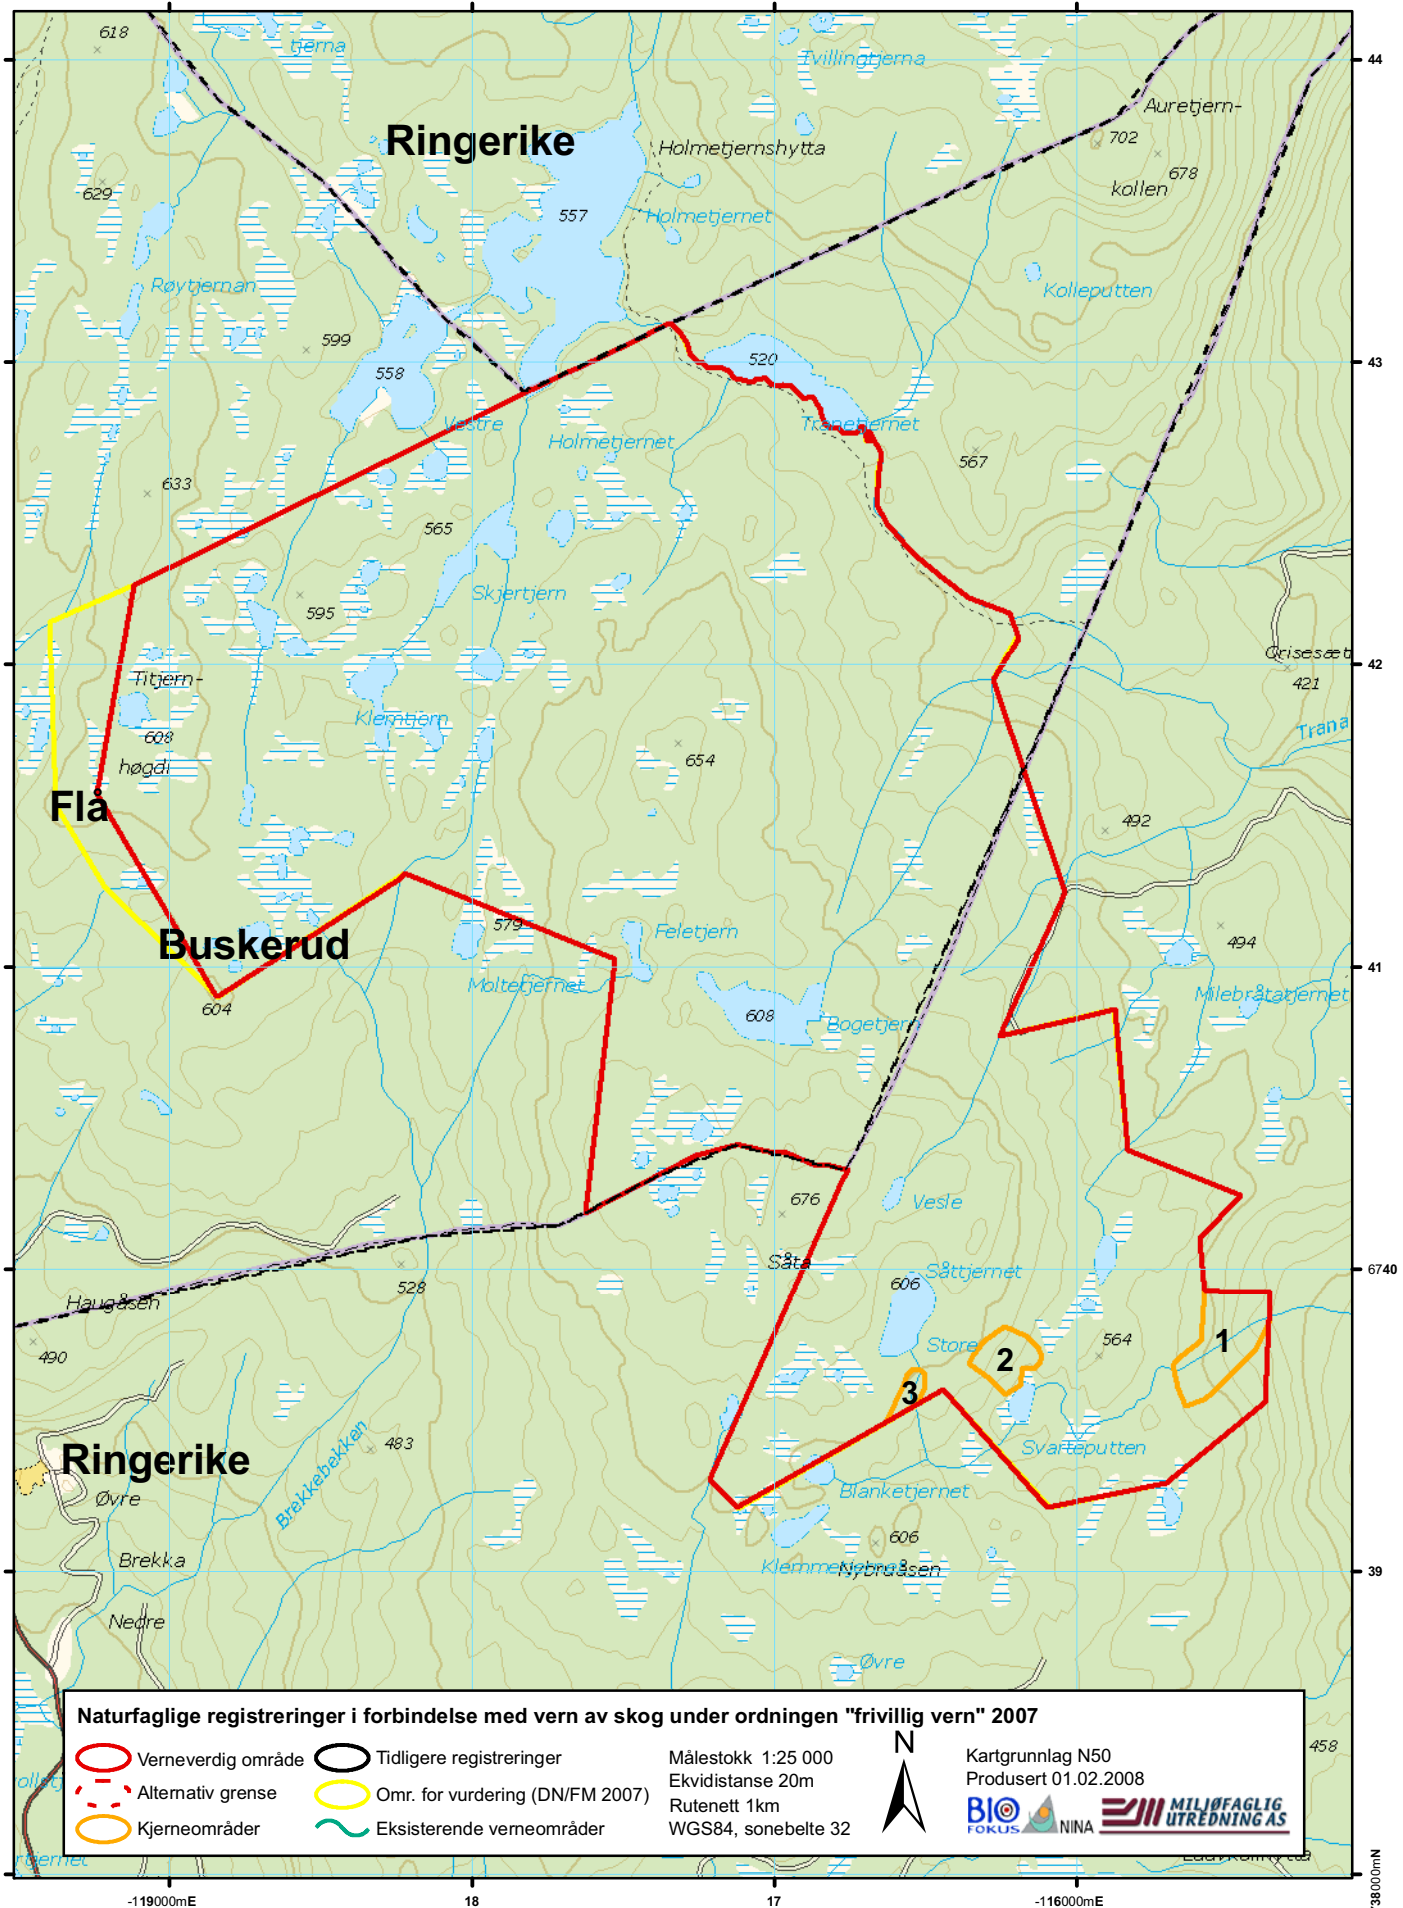 618
tjerna
Tvillingtjerna
44
Auretjern-
Ringerike
702
Holmetjernshytta
678
629
kollen
557
Holmetjernet
Røytjernan
Kolleputten
599
520
43
558
Vestre
Tranetjernet
Holmetjernet
567
633
565
Skjertjern
595
Grisesæt
42
Titjern-
421
Klemtjern
Tråna
608
654
høgdi
Flå
492
579
Feletjern
494
Buskerud
41
Moltetjernet
Milebråtatjernet
604
608
Bogetjern
676
Vesle
Såta
Såttjernet
6740
528
606
Haugåsen
1
Store
2
564
490
3
483
Svarteputten
Ringerike
Brekkebekken
Blanketjernet
Øvre
606
Brekka
Nybruåsen
39
Nedre
Øvre
Naturfaglige registreringer i forbindelse med vern av skog under ordningen "frivillig vern" 2007
Verneverdig område
Tidligere registreringer
Målestokk 1:25 000
N
Kartgrunnlag N50
458
Alternativ grense
Omr. for vurdering (DN/FM 2007)
Ekvidistanse 20m
Produsert 01.02.2008
Rutenett 1km
Kjerneområder
Eksisterende verneområder
WGS84, sonebelte 32
BIO
FOKUS
NINA
MILJØFAGLIG
UTREDNING AS
-119000mE
18
17
-116000mE